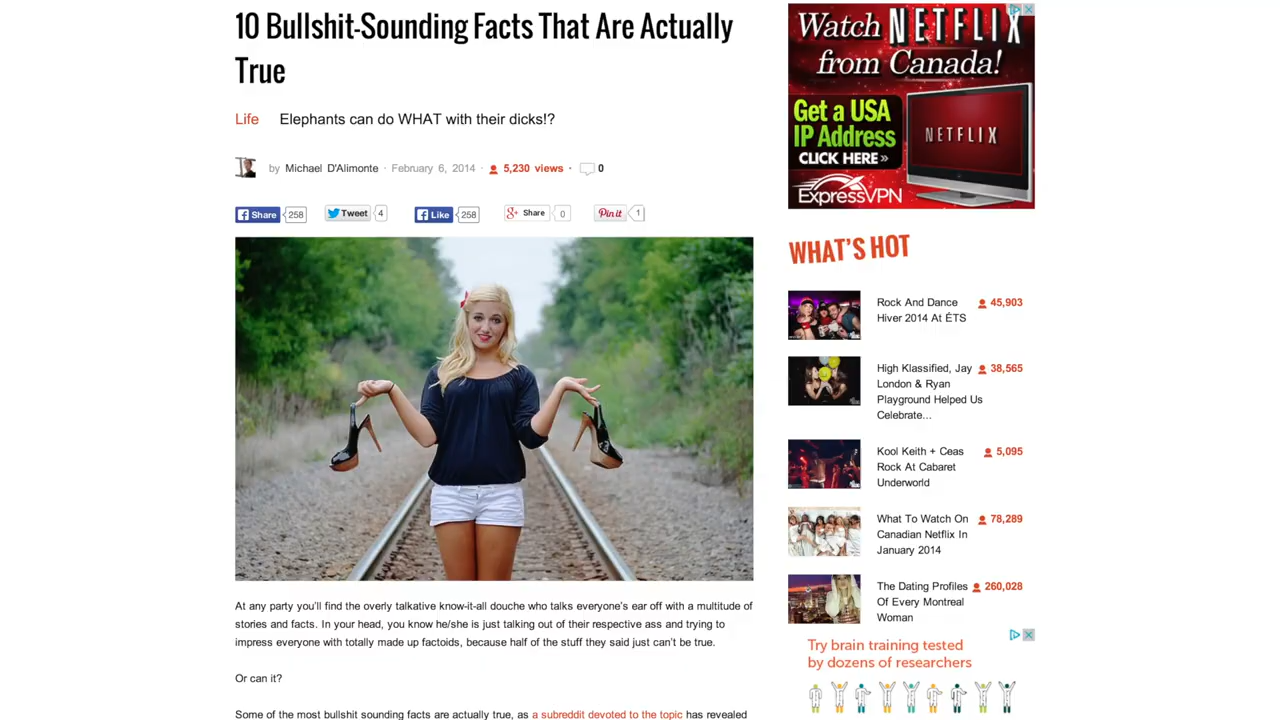 10 Bullshit-Sounding Facts That Are Actually
True
Life Elephants can do WHAT with their dicks!?
by Michael D'Alimonte · February 6, 2014 · 5,230 views · 0
Share 258 Tweet 4 Like 258 Share 0 Pin it 1
At any party you'll find the overly talkative know-it-all douche who talks everyone's ear off with a multitude of
stories and facts. In your head, you know he/she is just talking out of their respective ass and trying to
impress everyone with totally made up factoids, because half of the stuff they said just can't be true.
Or can it?
Some of the most bullshit sounding facts are actually true, as a subreddit devoted to the topic has revealed
Watch NETFLIX
from Canada!
Get a USA
IP Address
CLICK HERE »
NETFLIX
ExpressVPN
WHAT'S HOT
Rock And Dance 45,903
Hiver 2014 At ÉTS
High Klassified, Jay 38,565
London & Ryan
Playground Helped Us
Celebrate...
Kool Keith + Ceas 5,095
Rock At Cabaret
Underworld
What To Watch On 78,289
Canadian Netflix In
January 2014
The Dating Profiles 260,028
Of Every Montreal
Woman
Try brain training tested
by dozens of researchers